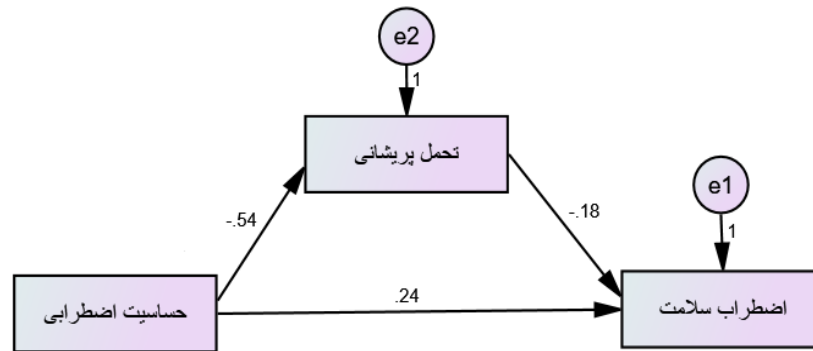 e2
1
تحمل پریشانی
e1
-.54
-.18
1
حساسیت اضطرابی
.24
اضطراب سلامت